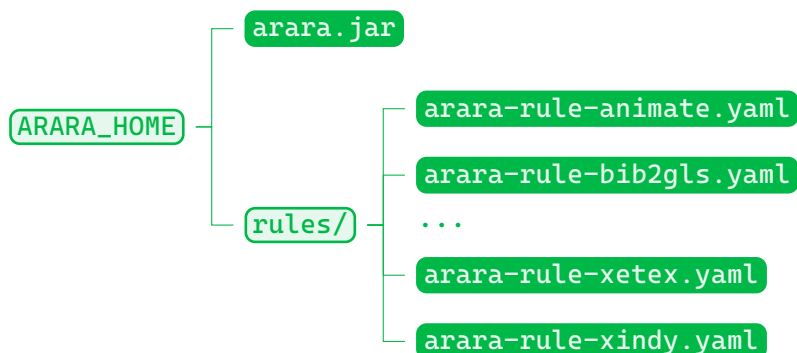 arara.jar
arara-rule-animate.yaml
ARARA_HOME
arara-rule-bib2gls.yaml
rules/
...
arara-rule-xetex.yaml
arara-rule-xindy.yaml